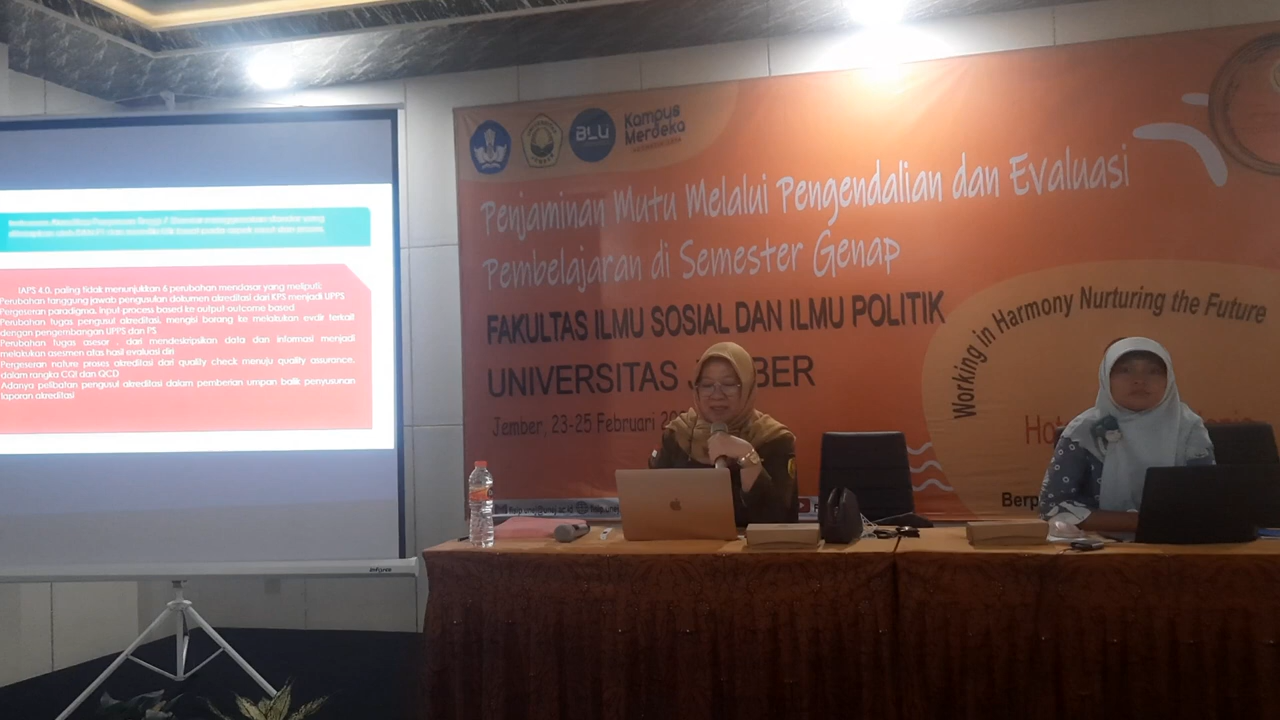 IAPS 4.0. paling tidak menunjukkan 6 perubahan mendasar yang meliputi:
Perubahan tanggung jawab pengusulan dokumen akreditasi dari KPS menjadi UPPS
Pergeseran paradigma, input-process based ke output-outcome based
Perubahan tugas pengusul akreditasi, mengisi borang ke melakukan evdir terkait
dengan pengembangan UPPS dan PS
Perubahan tugas asesor , dari mendeskripsikan data dan informasi menjadi
melakukan asesmen atas hasil evaluasi diri
Pergeseran nature proses akreditasi dari quality check menuju quality assurance.
dalam rangka CQI dan QCD
Adanya pelibatan pengusul akreditasi dalam pemberian umpan balik penyusunan
laporan akreditasi
BLU
Kampus
Merdeka
Penjaminan Mutu Melalui Pengendalian dan Evaluasi
Pembelajaran di Semester Genap
FAKULTAS ILMU SOSIAL DAN ILMU POLITIK
UNIVERSITAS
Jember, 23-25 Februari
Working in Harmony Nurturing the Future